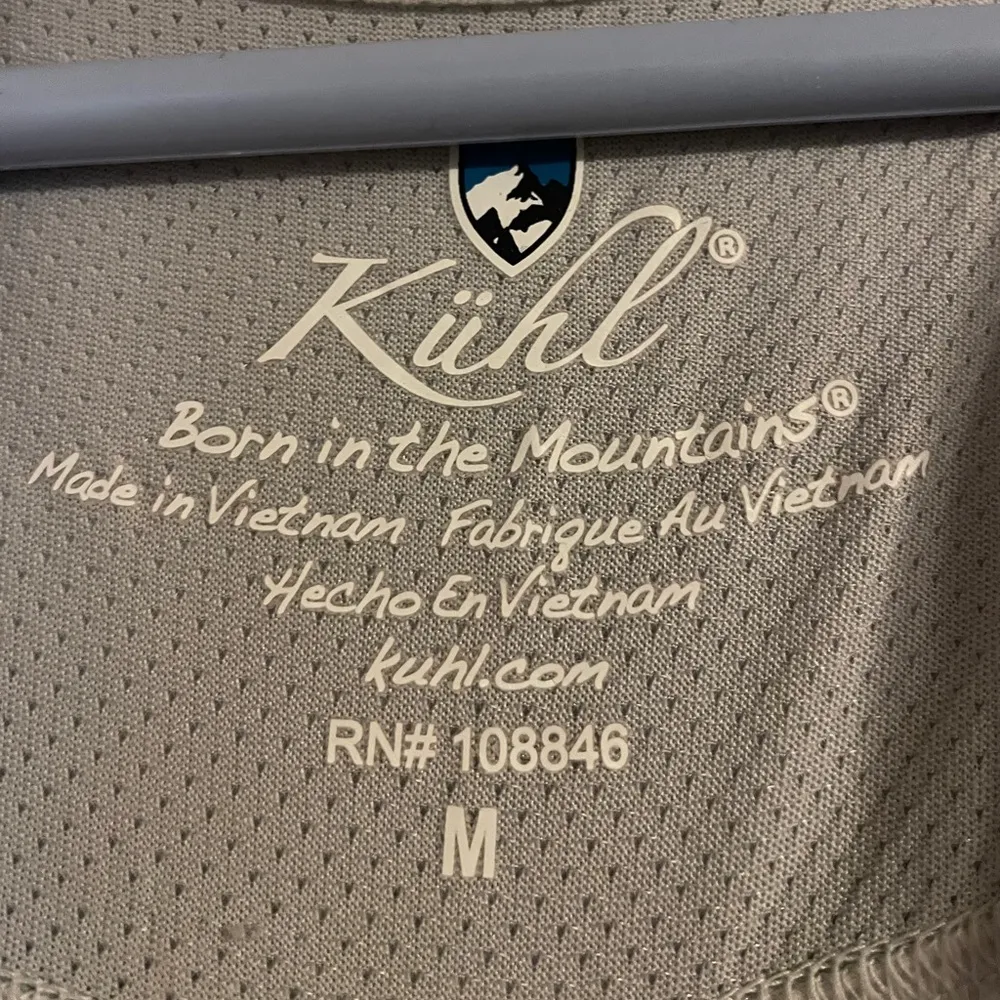 Kühl®
Born in the Mountains®
Made in Vietnam Fabrique Au Vietnam
Hecho En Vietnam
kuhl.com
RN# 108846
M